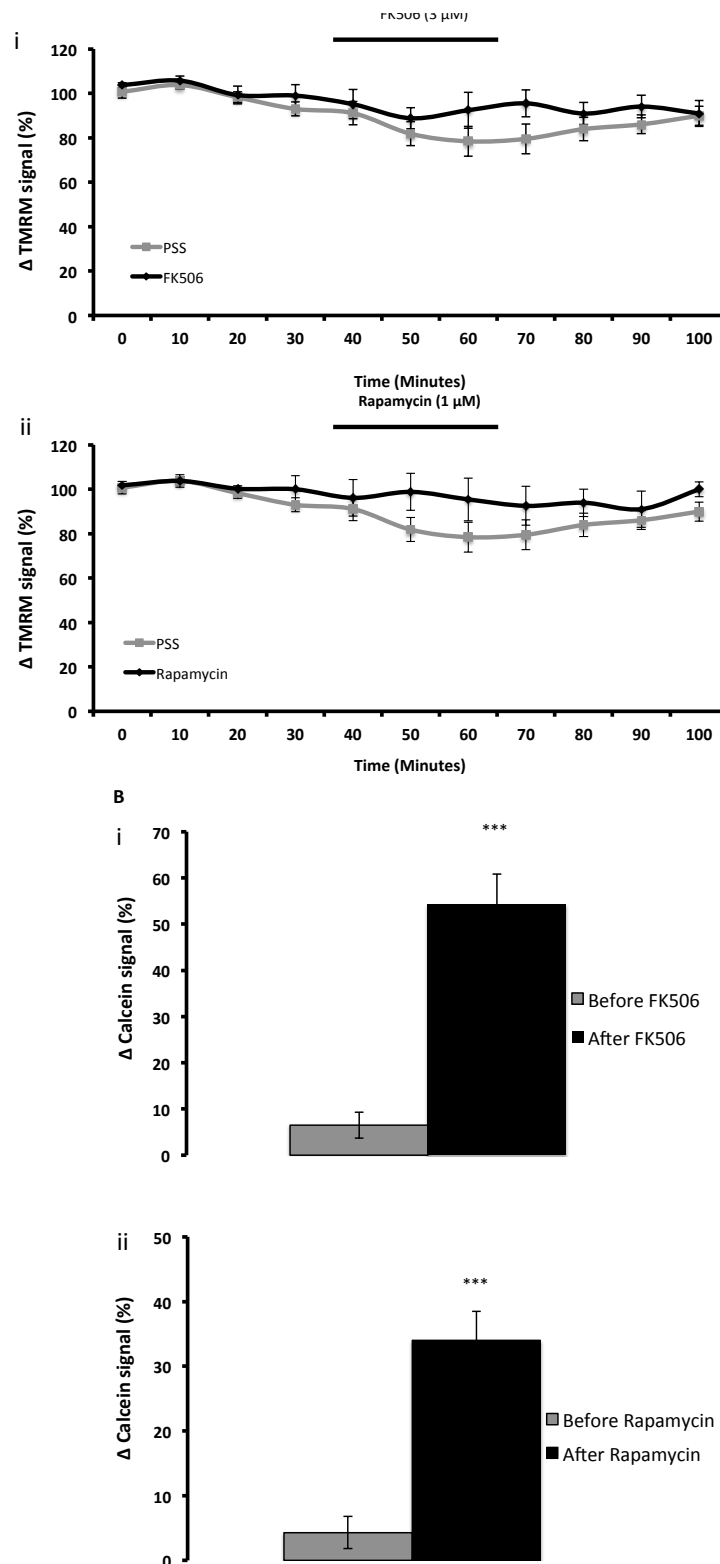 FK506 (3 µM)
i
120
100
80
60
40
20
0
Δ TMRM signal (%)
PSS
FK506
0 10 20 30 40 50 60 70 80 90 100
Time (Minutes)
Rapamycin (1 µM)
ii
120
100
80
60
40
20
0
Δ TMRM signal (%)
PSS
Rapamycin
0 10 20 30 40 50 60 70 80 90 100
Time (Minutes)
B
i
70
60
50
40
30
20
10
0
Δ Calcein signal (%)
***
Before FK506
After FK506
ii
50
40
30
20
10
0
Δ Calcein signal (%)
***
Before Rapamycin
After Rapamycin